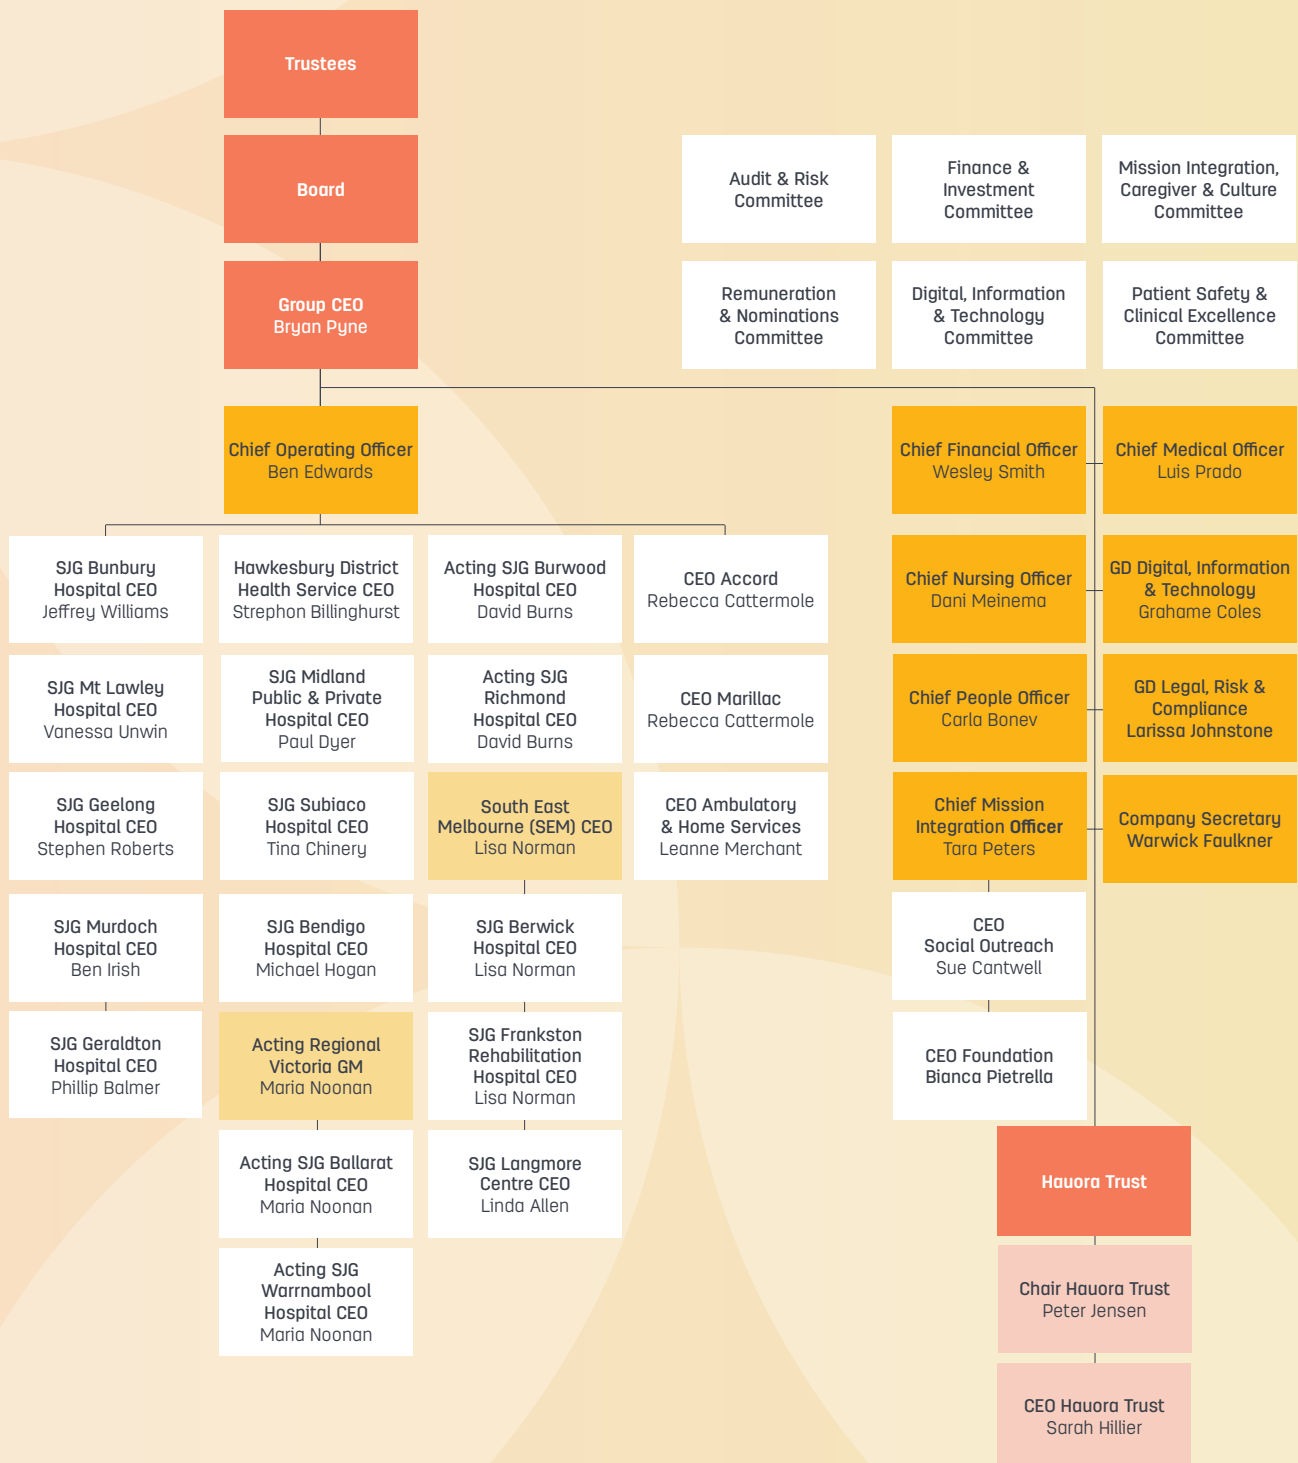 Trustees
Board
Group CEO
Bryan Pyne
Audit & Risk
Committee
Finance &
Investment
Committee
Mission Integration,
Caregiver & Culture
Committee
Remuneration
& Nominations
Committee
Digital, Information
& Technology
Committee
Patient Safety &
Clinical Excellence
Committee
Chief Operating Officer
Ben Edwards
SJG Bunbury
Hospital CEO
Jeffrey Williams
Hawkesbury District
Health Service CEO
Strephon Billinghurst
Acting SJG Burwood
Hospital CEO
David Burns
CEO Accord
Rebecca Cattermole
SJG Mt Lawley
Hospital CEO
Vanessa Unwin
SJG Midland
Public & Private
Hospital CEO
Paul Dyer
Acting SJG
Richmond
Hospital CEO
David Burns
CEO Marillac
Rebecca Cattermole
SJG Geelong
Hospital CEO
Stephen Roberts
SJG Subiaco
Hospital CEO
Tina Chinery
South East
Melbourne (SEM) CEO
Lisa Norman
CEO Ambulatory
& Home Services
Leanne Merchant
SJG Murdoch
Hospital CEO
Ben Irish
SJG Bendigo
Hospital CEO
Michael Hogan
SJG Berwick
Hospital CEO
Lisa Norman
SJG Geraldton
Hospital CEO
Phillip Balmer
Acting Regional
Victoria GM
Maria Noonan
SJG Frankston
Rehabilitation
Hospital CEO
Lisa Norman
Acting SJG Ballarat
Hospital CEO
Maria Noonan
SJG Langmore
Centre CEO
Linda Allen
Acting SJG
Warrnambool
Hospital CEO
Maria Noonan
Chief Financial Officer
Wesley Smith
Chief Medical Officer
Luis Prado
Chief Nursing Officer
Dani Meinema
GD Digital, Information
& Technology
Grahame Coles
Chief People Officer
Carla Bonev
GD Legal, Risk &
Compliance
Larissa Johnstone
Chief Mission
Integration Officer
Tara Peters
Company Secretary
Warwick Faulkner
CEO
Social Outreach
Sue Cantwell
CEO Foundation
Bianca Pietrella
Hauora Trust
Chair Hauora Trust
Peter Jensen
CEO Hauora Trust
Sarah Hillier